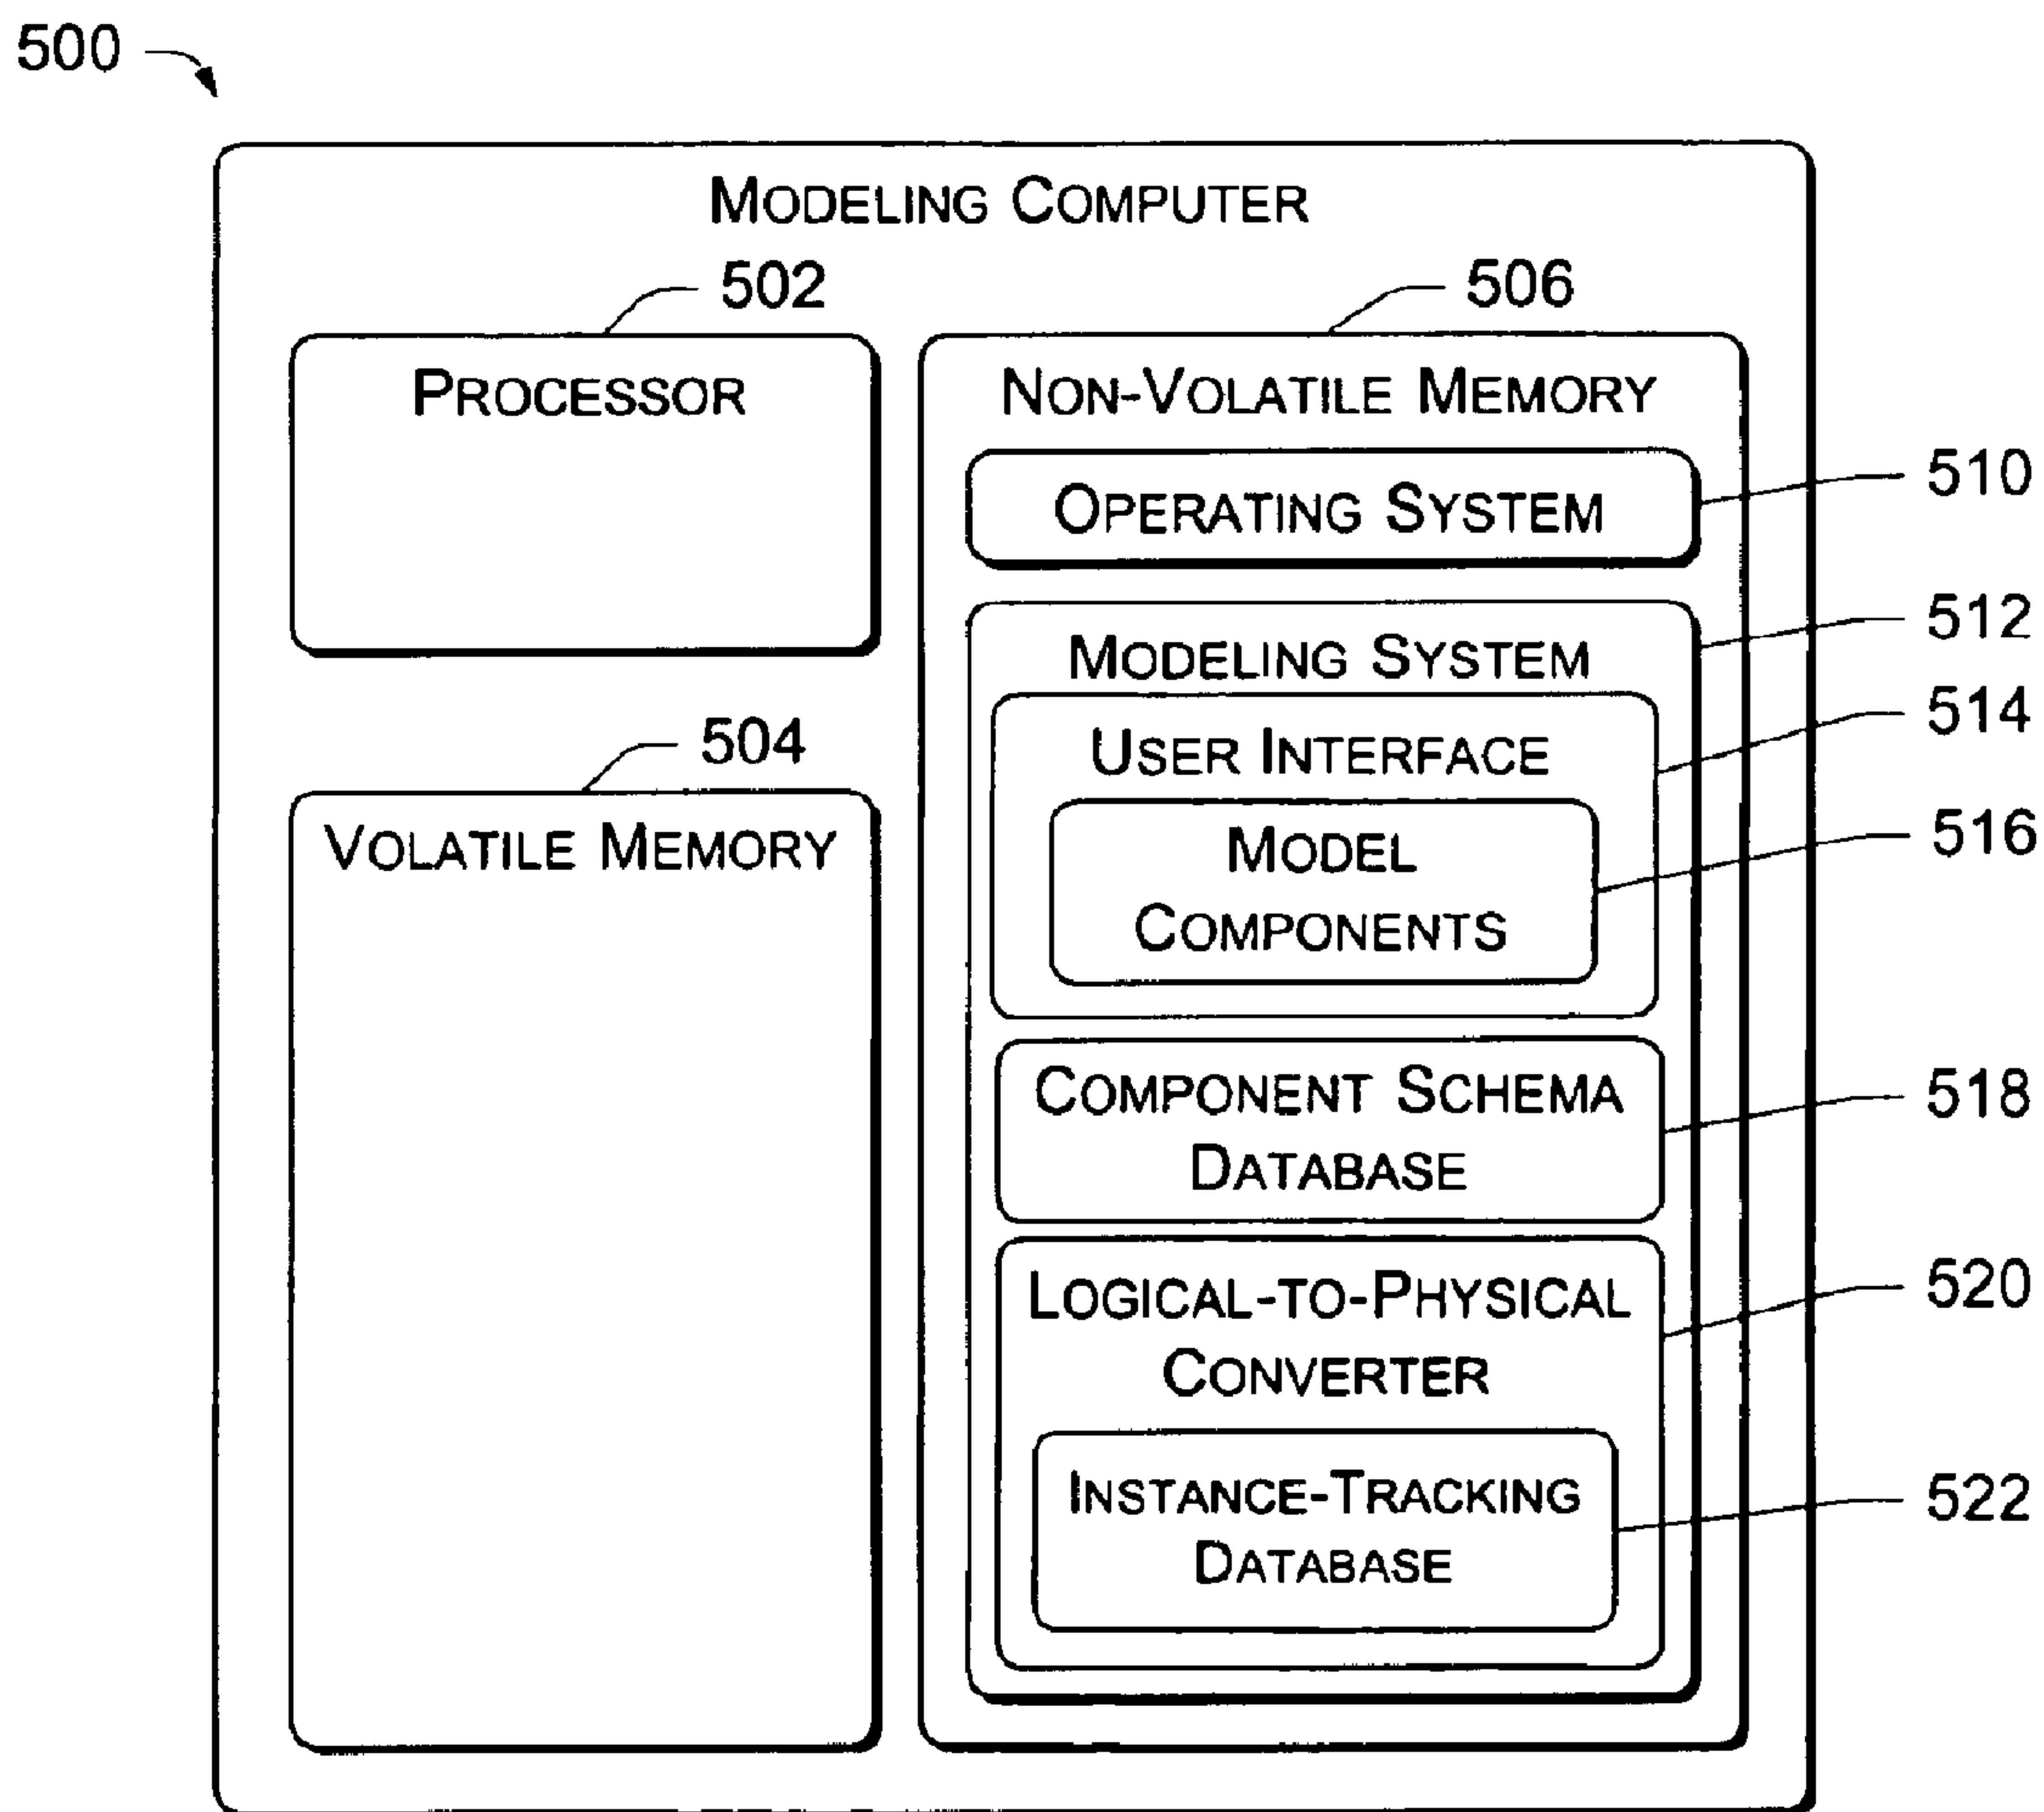 500
MODELING COMPUTER
502
PROCESSOR
504
VOLATILE MEMORY
506
NON-VOLATILE MEMORY
OPERATING SYSTEM
510
MODELING SYSTEM
512
USER INTERFACE
514
MODEL
COMPONENTS
516
COMPONENT SCHEMA
DATABASE
518
LOGICAL-TO-PHYSICAL
CONVERTER
520
INSTANCE-TRACKING
DATABASE
522